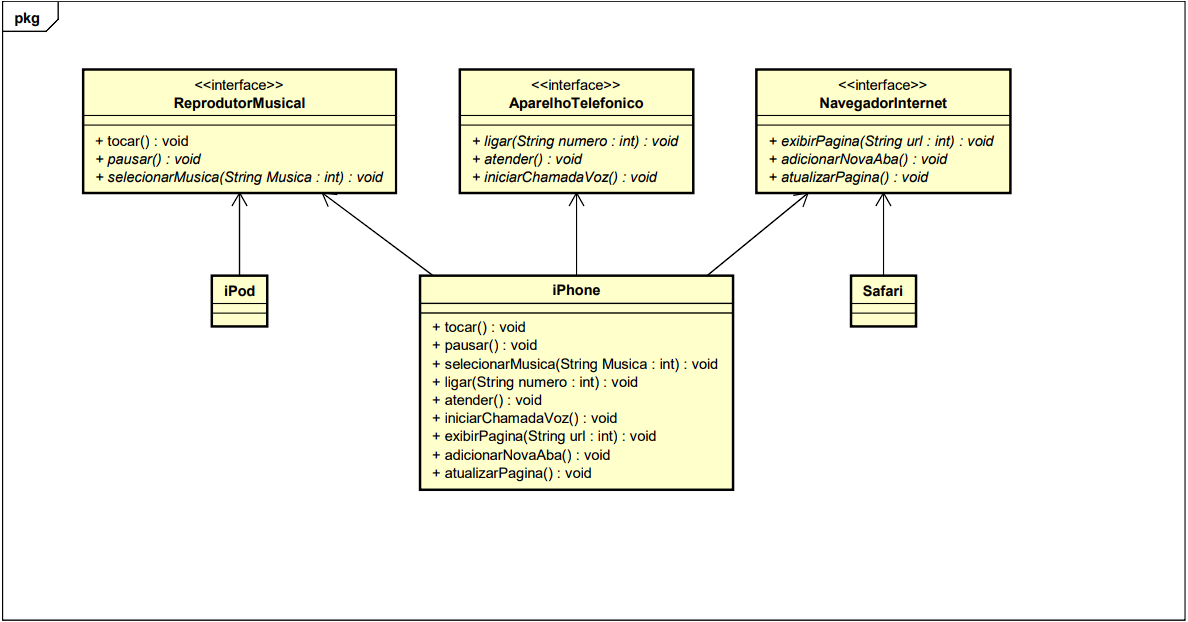 pkg
<<interface>>
ReprodutorMusical
+ tocar() : void
+ pausar() : void
+ selecionarMusica(String Musica : int) : void
<<interface>>
AparelhoTelefonico
+ ligar(String numero : int) : void
+ atender() : void
+ iniciarChamadaVoz() : void
<<interface>>
NavegadorInternet
+ exibirPagina(String url : int) : void
+ adicionarNovaAba() : void
+ atualizarPagina() : void
iPod
iPhone
+ tocar() : void
+ pausar() : void
+ selecionarMusica(String Musica : int) : void
+ ligar(String numero : int) : void
+ atender() : void
+ iniciarChamadaVoz() : void
+ exibirPagina(String url : int) : void
+ adicionarNovaAba() : void
+ atualizarPagina() : void
Safari